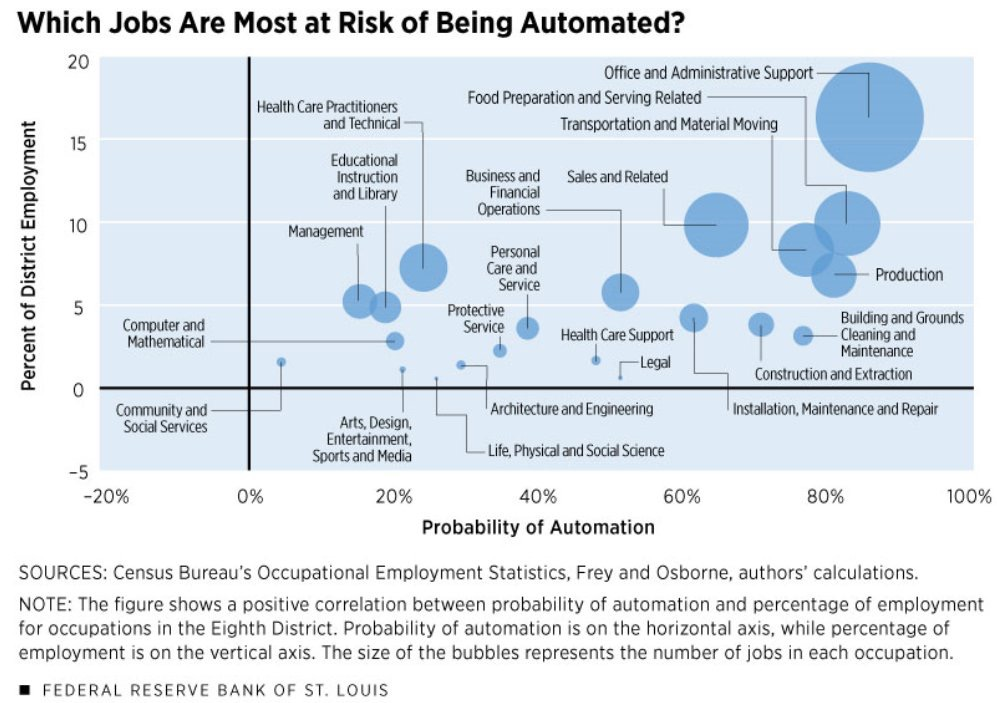 Which Jobs Are Most at Risk of Being Automated?
20
15
10
5
0
−5
Percent of District Employment
Office and Administrative Support
Food Preparation and Serving Related
Transportation and Material Moving
Health Care Practitioners
and Technical
Educational
Instruction
and Library
Business and
Financial
Operations
Sales and Related
Management
Personal
Care and
Service
Production
Protective
Service
Computer and
Mathematical
Health Care Support
Building and Grounds
Cleaning and
Maintenance
Legal
Construction and Extraction
Community and
Social Services
Architecture and Engineering
Installation, Maintenance and Repair
Arts, Design,
Entertainment,
Sports and Media
Life, Physical and Social Science
−20%
0%
20%
40%
60%
80%
100%
Probability of Automation
SOURCES: Census Bureau’s Occupational Employment Statistics, Frey and Osborne, authors’ calculations.
NOTE: The figure shows a positive correlation between probability of automation and percentage of employment
for occupations in the Eighth District. Probability of automation is on the horizontal axis, while percentage of
employment is on the vertical axis. The size of the bubbles represents the number of jobs in each occupation.
FEDERAL RESERVE BANK OF ST. LOUIS